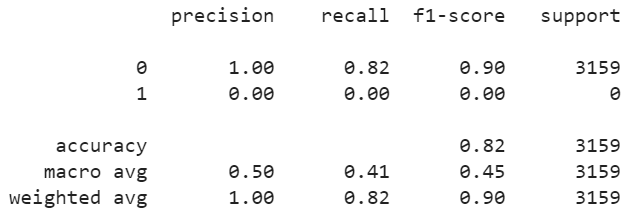 precision recall f1-score support
0 1.00 0.82 0.90 3159
1 0.00 0.00 0.00 0
accuracy 0.82 3159
macro avg 0.50 0.41 0.45 3159
weighted avg 1.00 0.82 0.90 3159